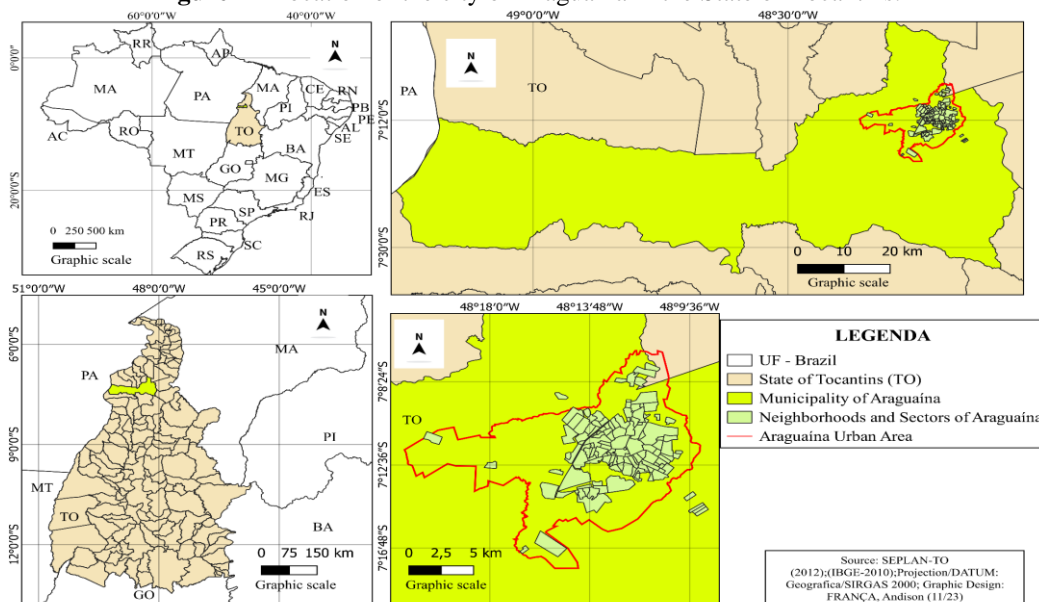 60°0'0"W 40°00'0"W
0°0'0"
20°0'0"S
N
RR
AP
AM
MA
PA
MA
CE
RN
PB
PE
AL
SE
PI
AC
RO
TO
BA
MT
GO
MG
ES
MS
SP
RJ
PR
SC
RS
0 250 500 km
Graphic scale
49°0'0"W 48°30'0"W
7°12'0"S
7°30'0"S
N
PA
TO
0 10 20 km
Graphic scale
51°0'0"W 48°0'0"W 45°0'0"W
6°0'0"S
9°0'0"S
12°0'0"S
N
MA
PA
PI
MT
TO
BA
GO
0 75 150 km
Graphic scale
48°18'0"W 48°13'48"W 48°9'36"W
7°8'24"S
7°12'36"S
7°16'48"S
N
TO
0 2,5 5 km
Graphic scale
LEGENDA
UF - Brazil
State of Tocantins (TO)
Municipality of Araguaína
Neighborhoods and Sectors of Araguaína
Araguaína Urban Area
Source: SEPLAN-TO
(2012);(IBGE-2010);Projection/DATUM:
Geografica/SIRGAS 2000; Graphic Design:
FRANÇA, Andison (11/23)